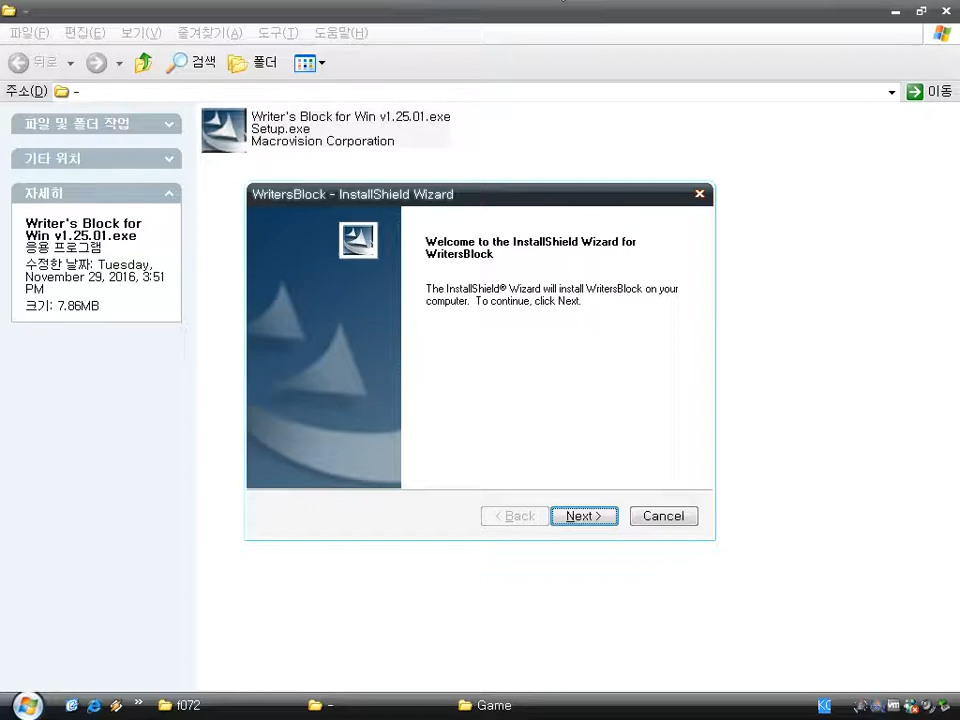 -
파일(F) 편집(E) 보기(V) 즐겨찾기(A) 도구(T) 도움말(H)
뒤로 검색 폴더
주소(D) - 이동
파일 및 폴더 작업
기타 위치
자세히
Writer's Block for
Win v1.25.01.exe
응용 프로그램
수정한 날짜: Tuesday,
November 29, 2016, 3:51
PM
크기: 7.86MB
Writer's Block for Win v1.25.01.exe
Setup.exe
Macrovision Corporation
WritersBlock - InstallShield Wizard
Welcome to the InstallShield Wizard for
WritersBlock
The InstallShield® Wizard will install WritersBlock on your
computer. To continue, click Next.
< Back Next > Cancel
f072 - Game KC